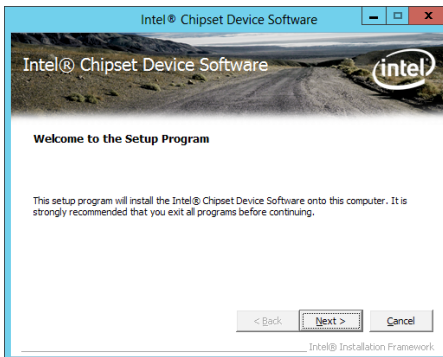 Intel® Chipset Device Software
Intel® Chipset Device Software
intel
Welcome to the Setup Program
This setup program will install the Intel® Chipset Device Software onto this computer. It is
strongly recommended that you exit all programs before continuing.
< Back Next > Cancel
Intel® Installation Framework